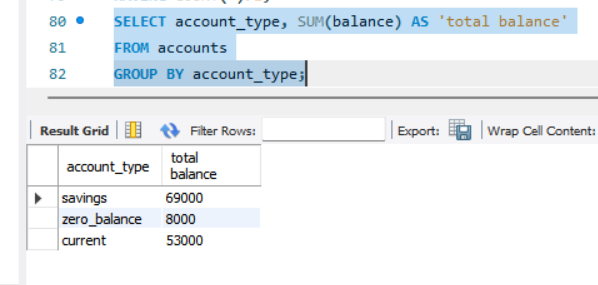 80 SELECT account_type, SUM(balance) AS 'total balance'
81 FROM accounts
82 GROUP BY account_type;
Result Grid Filter Rows: Export: Wrap Cell Content:
account_type total balance
savings 69000
zero_balance 8000
current 53000